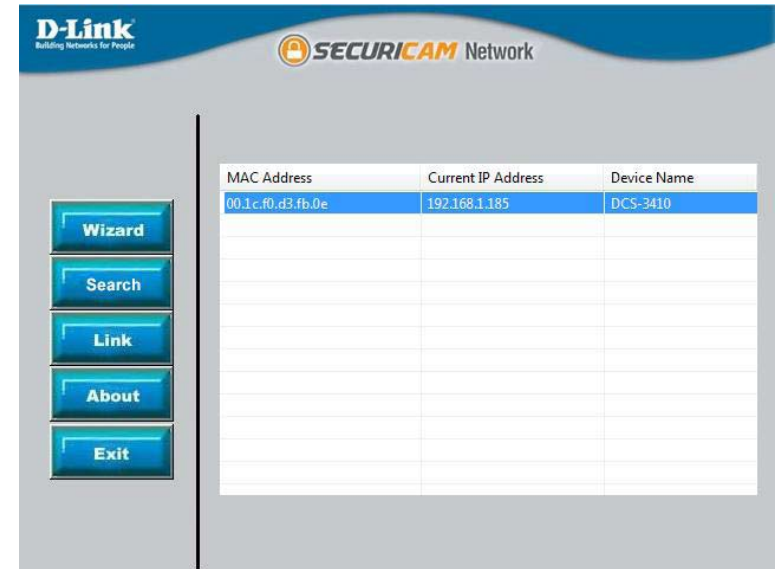 D-Link
Building Networks for People
SECURICAM Network
MAC Address Current IP Address Device Name
00.1c.f0.d3.fb.0e 192.168.1.185 DCS-3410
Wizard
Search
Link
About
Exit